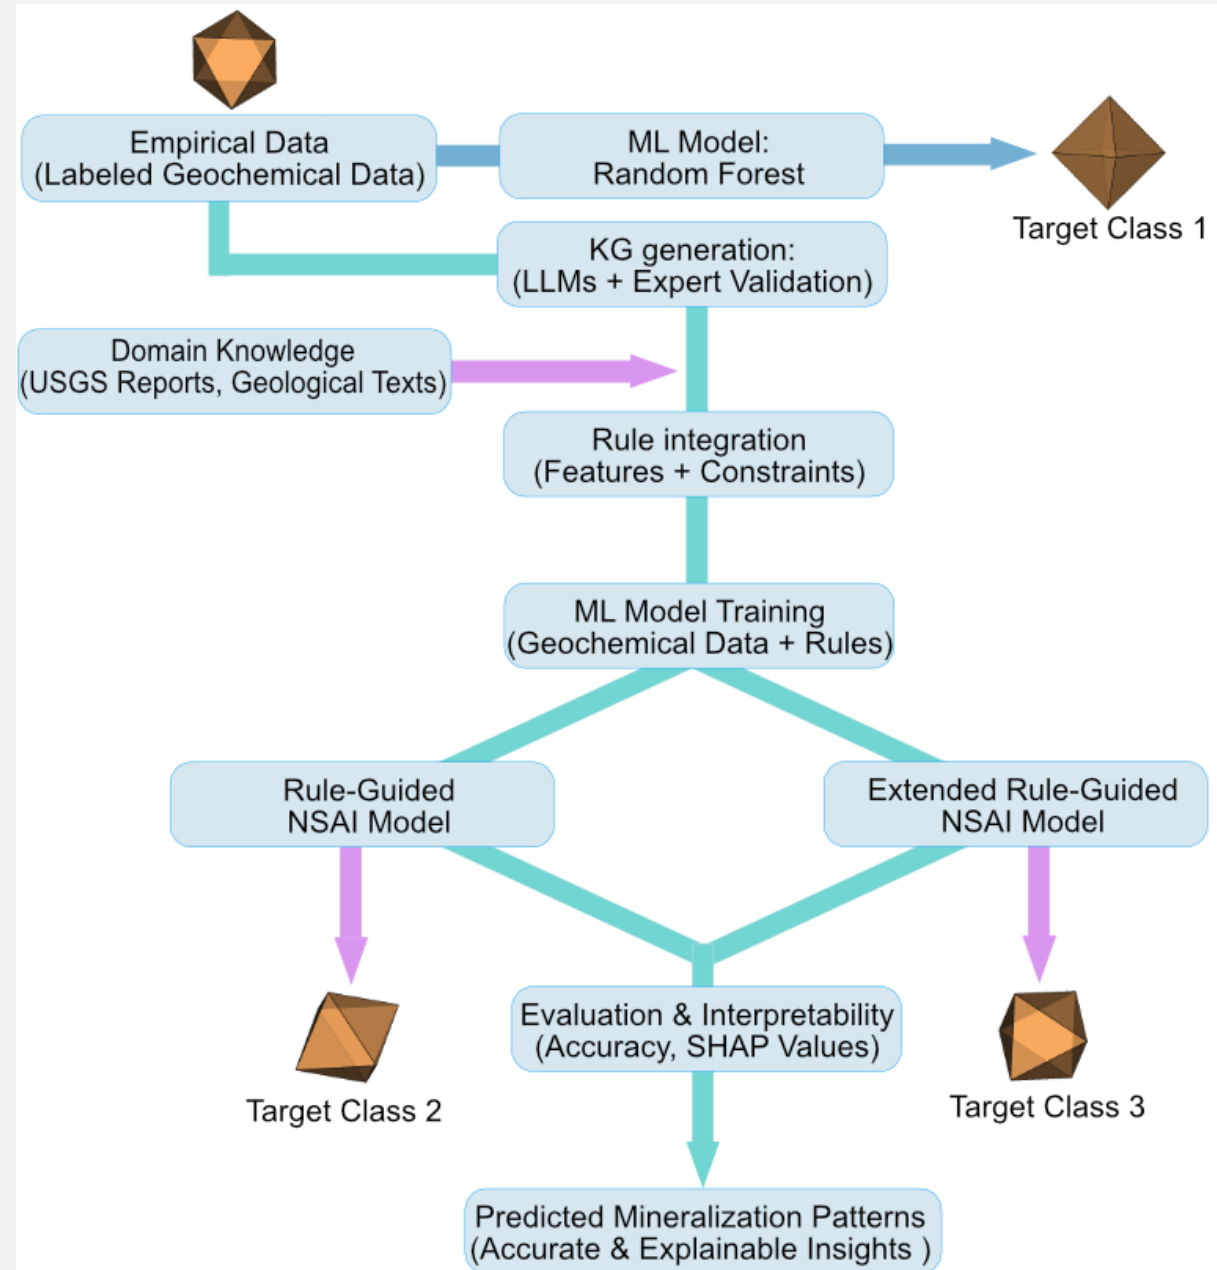 Empirical Data
(Labeled Geochemical Data)
ML Model:
Random Forest
Target Class 1
KG generation:
(LLMs + Expert Validation)
Domain Knowledge
(USGS Reports, Geological Texts)
Rule integration
(Features + Constraints)
ML Model Training
(Geochemical Data + Rules)
Rule-Guided
NSAI Model
Extended Rule-Guided
NSAI Model
Evaluation & Interpretability
(Accuracy, SHAP Values)
Target Class 2
Target Class 3
Predicted Mineralization Patterns
(Accurate & Explainable Insights )